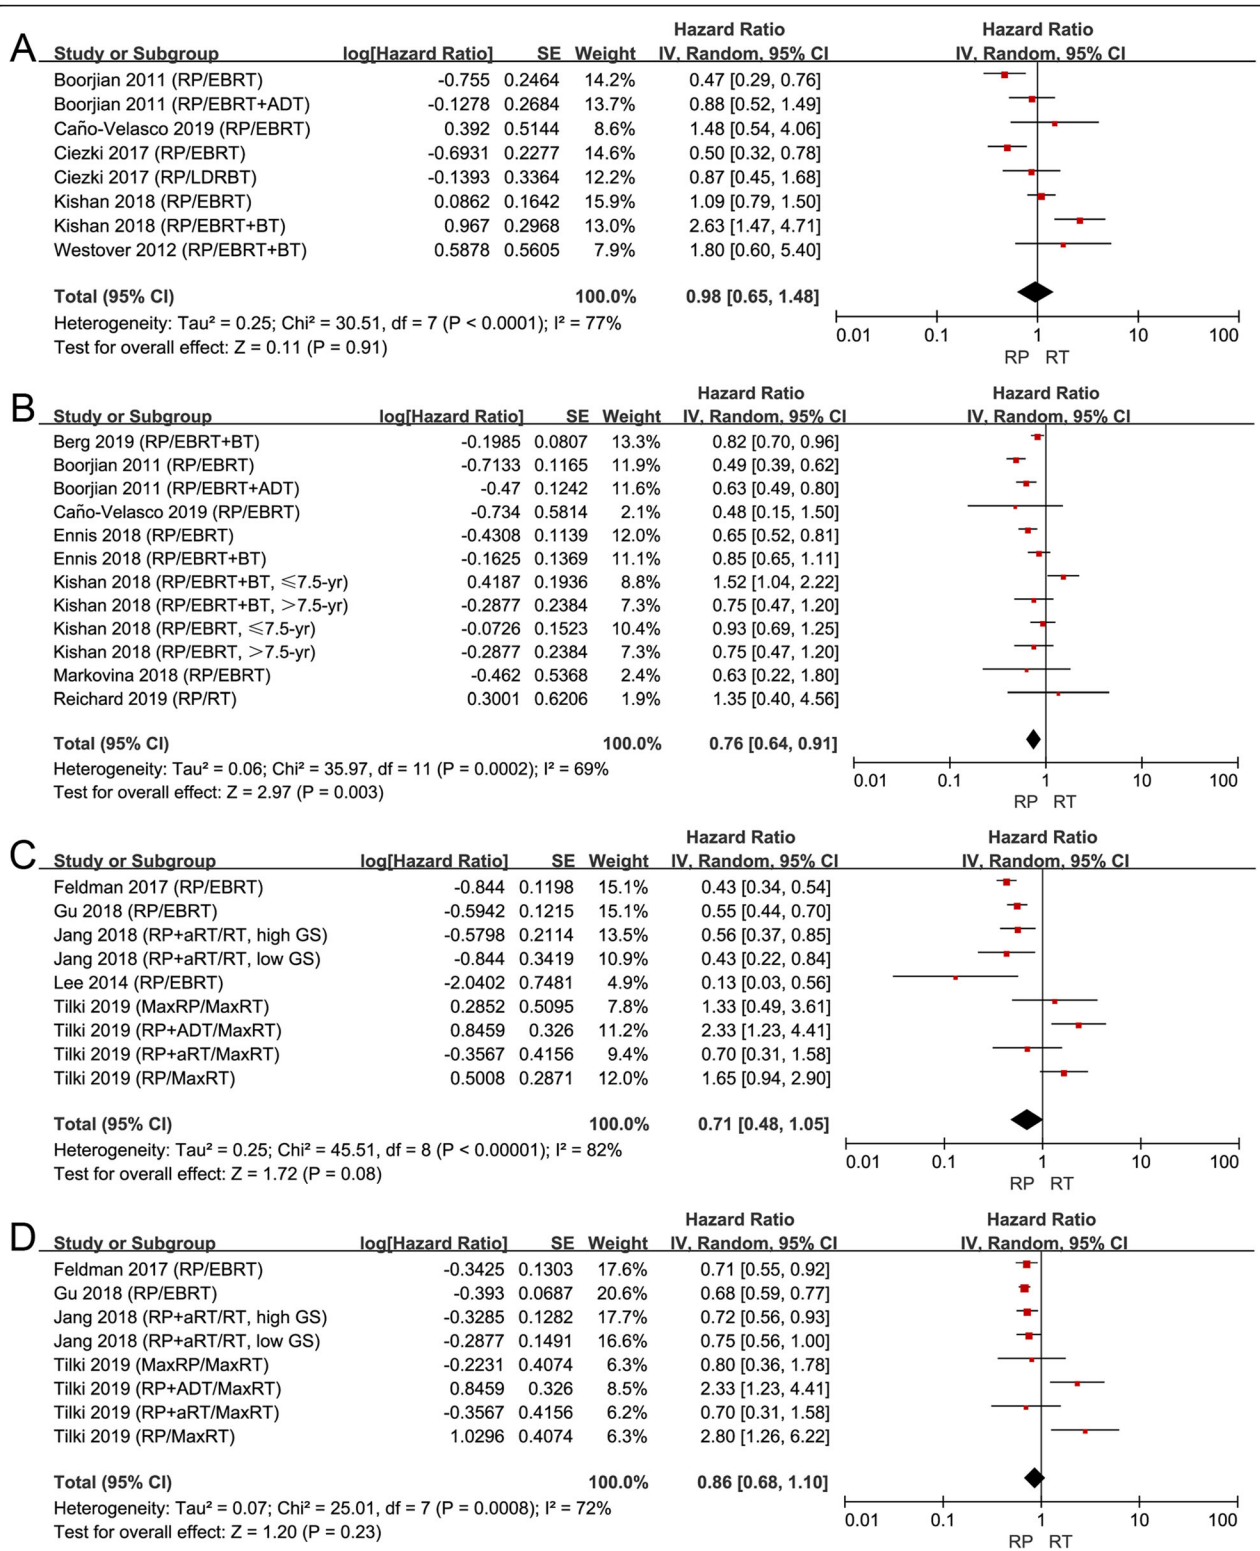 A
Hazard Ratio Hazard Ratio
Study or Subgroup log[Hazard Ratio] SE Weight IV, Random, 95% CI IV, Random, 95% CI
Boorjian 2011 (RP/EBRT) -0.755 0.2464 14.2% 0.47 [0.29, 0.76]
Boorjian 2011 (RP/EBRT+ADT) -0.1278 0.2684 13.7% 0.88 [0.52, 1.49]
Caño-Velasco 2019 (RP/EBRT) 0.392 0.5144 8.6% 1.48 [0.54, 4.06]
Ciezki 2017 (RP/EBRT) -0.6931 0.2277 14.6% 0.50 [0.32, 0.78]
Ciezki 2017 (RP/LDRBT) -0.1393 0.3364 12.2% 0.87 [0.45, 1.68]
Kishan 2018 (RP/EBRT) 0.0862 0.1642 15.9% 1.09 [0.79, 1.50]
Kishan 2018 (RP/EBRT+BT) 0.967 0.2968 13.0% 2.63 [1.47, 4.71]
Westover 2012 (RP/EBRT+BT) 0.5878 0.5605 7.9% 1.80 [0.60, 5.40]
Total (95% CI) 100.0% 0.98 [0.65, 1.48]
Heterogeneity: Tau² = 0.25; Chi² = 30.51, df = 7 (P < 0.0001); I² = 77%
Test for overall effect: Z = 0.11 (P = 0.91)
0.01 0.1 1 10 100
RP RT
B
Hazard Ratio Hazard Ratio
Study or Subgroup log[Hazard Ratio] SE Weight IV, Random, 95% CI IV, Random, 95% CI
Berg 2019 (RP/EBRT+BT) -0.1985 0.0807 13.3% 0.82 [0.70, 0.96]
Boorjian 2011 (RP/EBRT) -0.7133 0.1165 11.9% 0.49 [0.39, 0.62]
Boorjian 2011 (RP/EBRT+ADT) -0.47 0.1242 11.6% 0.63 [0.49, 0.80]
Caño-Velasco 2019 (RP/EBRT) -0.734 0.5814 2.1% 0.48 [0.15, 1.50]
Ennis 2018 (RP/EBRT) -0.4308 0.1139 12.0% 0.65 [0.52, 0.81]
Ennis 2018 (RP/EBRT+BT) -0.1625 0.1369 11.1% 0.85 [0.65, 1.11]
Kishan 2018 (RP/EBRT+BT, ≤7.5-yr) 0.4187 0.1936 8.8% 1.52 [1.04, 2.22]
Kishan 2018 (RP/EBRT+BT, >7.5-yr) -0.2877 0.2384 7.3% 0.75 [0.47, 1.20]
Kishan 2018 (RP/EBRT, ≤7.5-yr) -0.0726 0.1523 10.4% 0.93 [0.69, 1.25]
Kishan 2018 (RP/EBRT, >7.5-yr) -0.2877 0.2384 7.3% 0.75 [0.47, 1.20]
Markovina 2018 (RP/EBRT) -0.462 0.5368 2.4% 0.63 [0.22, 1.80]
Reichard 2019 (RP/RT) 0.3001 0.6206 1.9% 1.35 [0.40, 4.56]
Total (95% CI) 100.0% 0.76 [0.64, 0.91]
Heterogeneity: Tau² = 0.06; Chi² = 35.97, df = 11 (P = 0.0002); I² = 69%
Test for overall effect: Z = 2.97 (P = 0.003)
0.01 0.1 1 10 100
RP RT
C
Hazard Ratio Hazard Ratio
Study or Subgroup log[Hazard Ratio] SE Weight IV, Random, 95% CI IV, Random, 95% CI
Feldman 2017 (RP/EBRT) -0.844 0.1198 15.1% 0.43 [0.34, 0.54]
Gu 2018 (RP/EBRT) -0.5942 0.1215 15.1% 0.55 [0.44, 0.70]
Jang 2018 (RP+aRT/RT, high GS) -0.5798 0.2114 13.5% 0.56 [0.37, 0.85]
Jang 2018 (RP+aRT/RT, low GS) -0.844 0.3419 10.9% 0.43 [0.22, 0.84]
Lee 2014 (RP/EBRT) -2.0402 0.7481 4.9% 0.13 [0.03, 0.56]
Tilki 2019 (MaxRP/MaxRT) 0.2852 0.5095 7.8% 1.33 [0.49, 3.61]
Tilki 2019 (RP+ADT/MaxRT) 0.8459 0.326 11.2% 2.33 [1.23, 4.41]
Tilki 2019 (RP+aRT/MaxRT) -0.3567 0.4156 9.4% 0.70 [0.31, 1.58]
Tilki 2019 (RP/MaxRT) 0.5008 0.2871 12.0% 1.65 [0.94, 2.90]
Total (95% CI) 100.0% 0.71 [0.48, 1.05]
Heterogeneity: Tau² = 0.25; Chi² = 45.51, df = 8 (P < 0.00001); I² = 82%
Test for overall effect: Z = 1.72 (P = 0.08)
0.01 0.1 1 10 100
RP RT
D
Hazard Ratio Hazard Ratio
Study or Subgroup log[Hazard Ratio] SE Weight IV, Random, 95% CI IV, Random, 95% CI
Feldman 2017 (RP/EBRT) -0.3425 0.1303 17.6% 0.71 [0.55, 0.92]
Gu 2018 (RP/EBRT) -0.393 0.0687 20.6% 0.68 [0.59, 0.77]
Jang 2018 (RP+aRT/RT, high GS) -0.3285 0.1282 17.7% 0.72 [0.56, 0.93]
Jang 2018 (RP+aRT/RT, low GS) -0.2877 0.1491 16.6% 0.75 [0.56, 1.00]
Tilki 2019 (MaxRP/MaxRT) -0.2231 0.4074 6.3% 0.80 [0.36, 1.78]
Tilki 2019 (RP+ADT/MaxRT) 0.8459 0.326 8.5% 2.33 [1.23, 4.41]
Tilki 2019 (RP+aRT/MaxRT) -0.3567 0.4156 6.2% 0.70 [0.31, 1.58]
Tilki 2019 (RP/MaxRT) 1.0296 0.4074 6.3% 2.80 [1.26, 6.22]
Total (95% CI) 100.0% 0.86 [0.68, 1.10]
Heterogeneity: Tau² = 0.07; Chi² = 25.01, df = 7 (P = 0.0008); I² = 72%
Test for overall effect: Z = 1.20 (P = 0.23)
0.01 0.1 1 10 100
RP RT